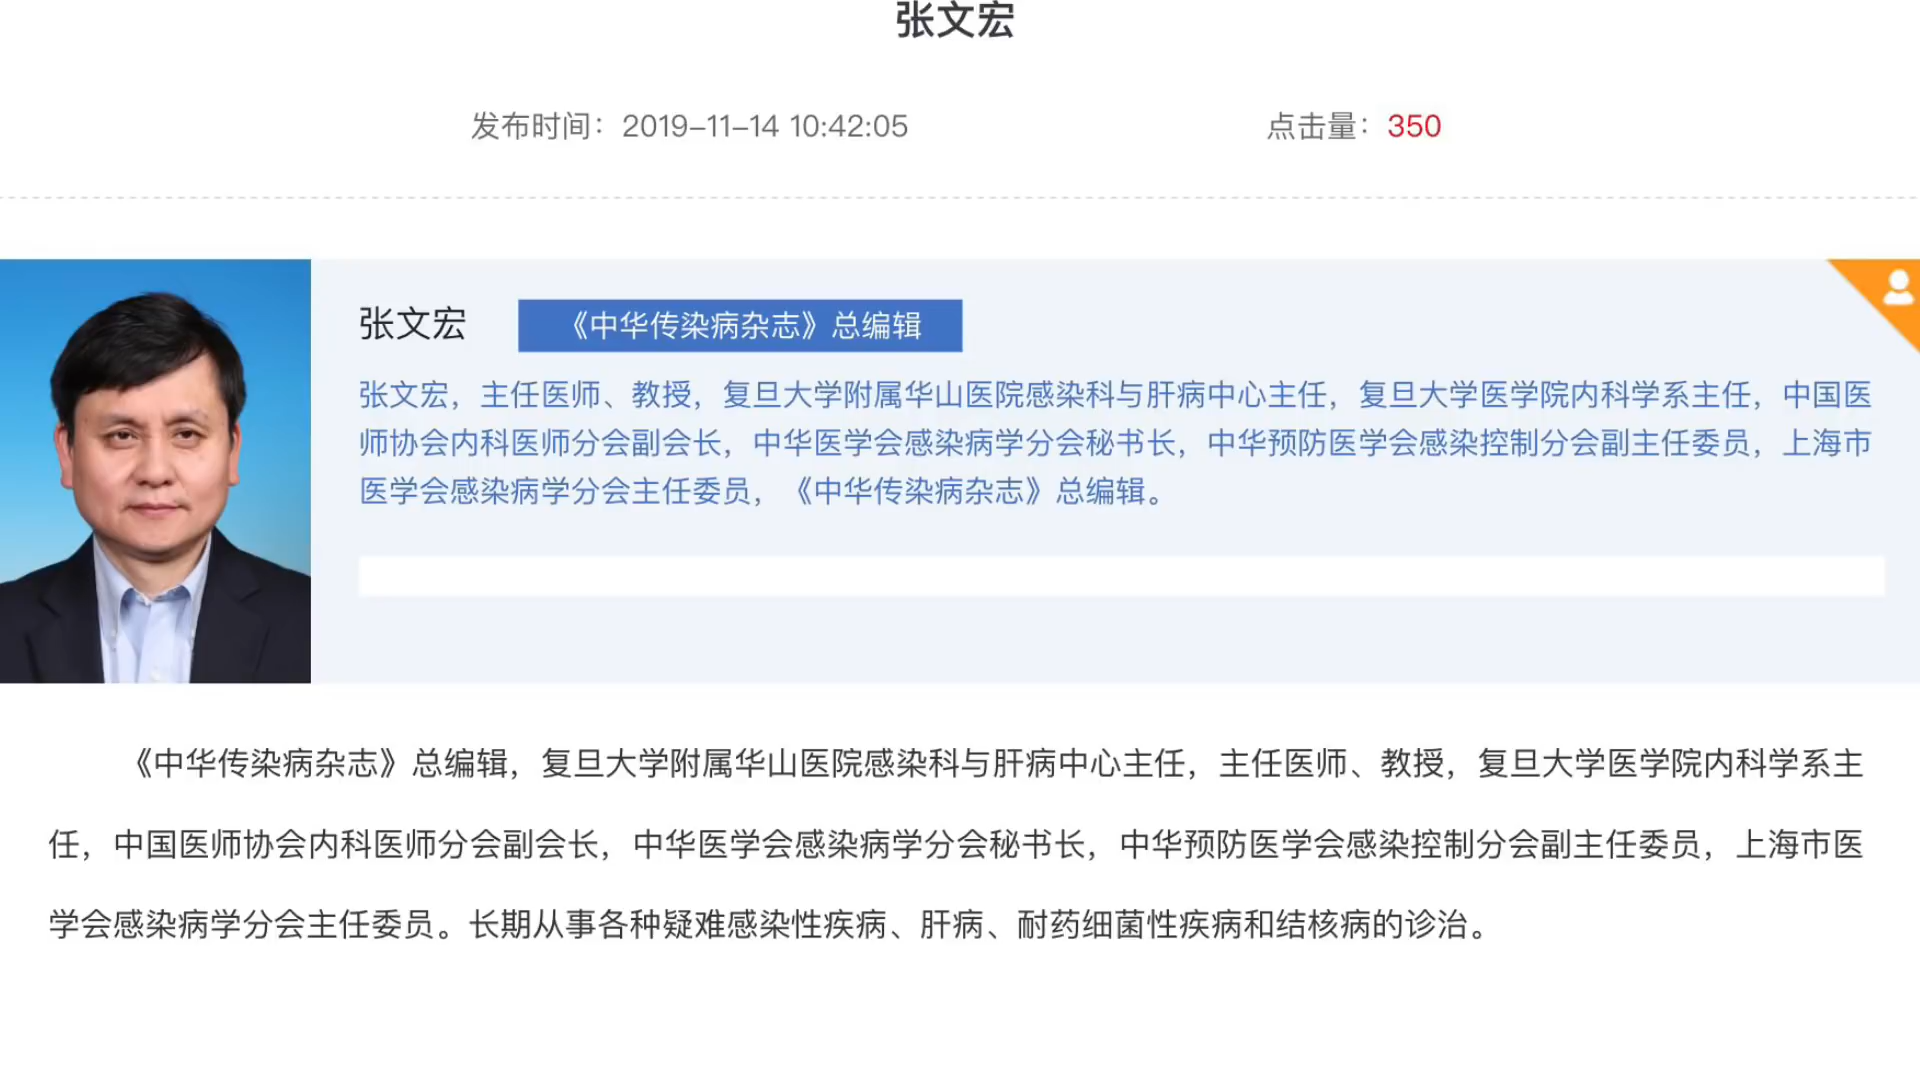 张文宏
发布时间：2019-11-14 10:42:05 点击量：350
张文宏 《中华传染病杂志》总编辑
张文宏，主任医师、教授，复旦大学附属华山医院感染科与肝病中心主任，复旦大学医学院内科学系主任，中国医
师协会内科医师分会副会长，中华医学会感染病学分会秘书长，中华预防医学会感染控制分会副主任委员，上海市
医学会感染病学分会主任委员，《中华传染病杂志》总编辑。
《中华传染病杂志》总编辑，复旦大学附属华山医院感染科与肝病中心主任，主任医师、教授，复旦大学医学院内科学系主
任，中国医师协会内科医师分会副会长，中华医学会感染病学分会秘书长，中华预防医学会感染控制分会副主任委员，上海市医
学会感染病学分会主任委员。长期从事各种疑难感染性疾病、肝病、耐药细菌性疾病和结核病的诊治。